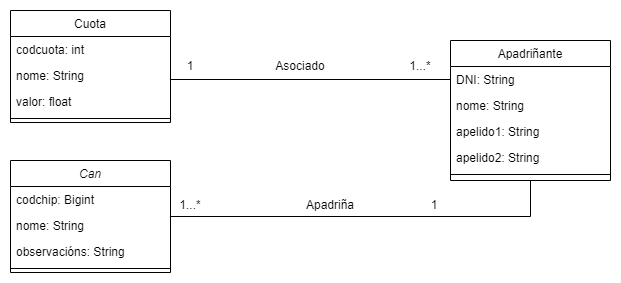 Cuota
codcuota: int
nome: String
valor: float
1 Asociado 1...*
Apadriñante
DNI: String
nome: String
apelido1: String
apelido2: String
Can
codchip: Bigint
nome: String
observacións: String
1...* Apadriña 1